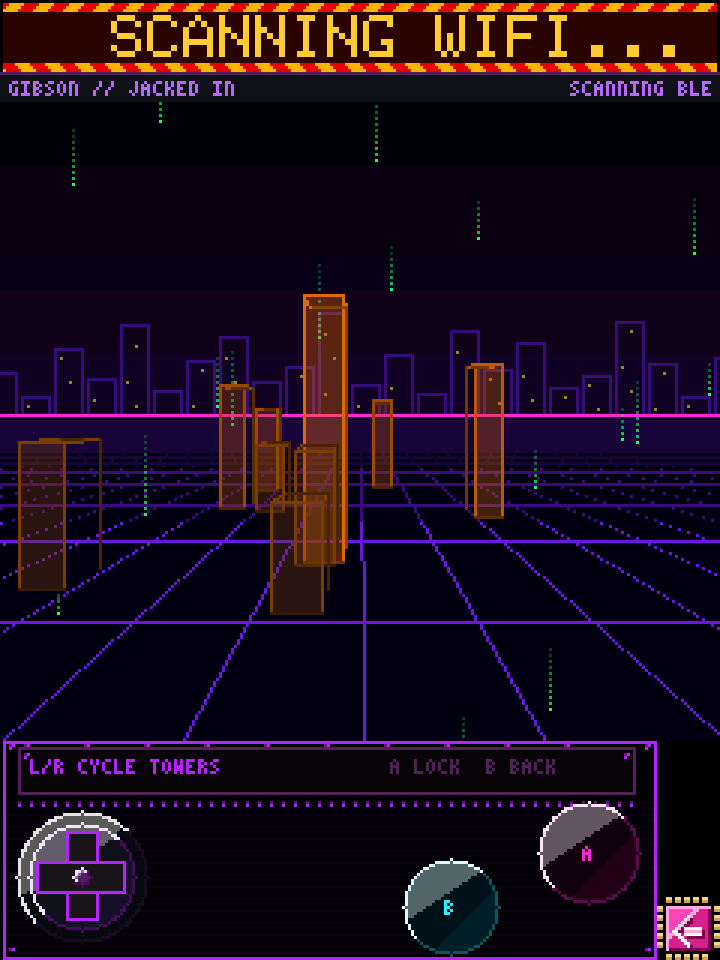 SCANNING WIFI...
GIBSON // JACKED IN SCANNING BLE
L/R CYCLE TOWERS A LOCK B BACK
A
B